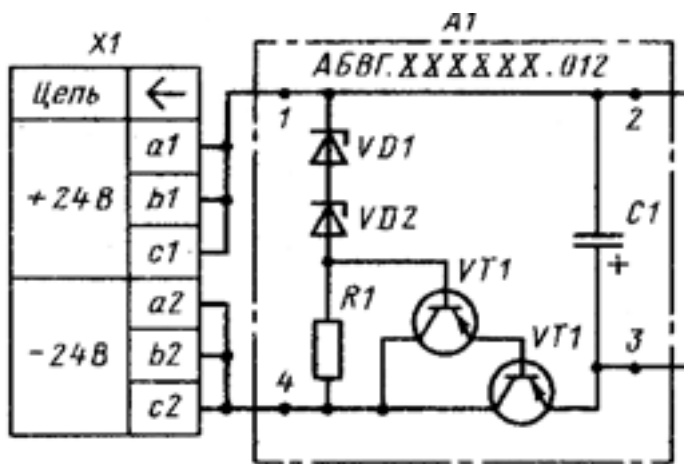 A1
X1
АБВГ.XXXXXX.012
Цепь
1
2
a1
VD1
+24В
b1
VD2
C1
c1
VT1
+
a2
R1
VT1
-24В
b2
3
4
c2